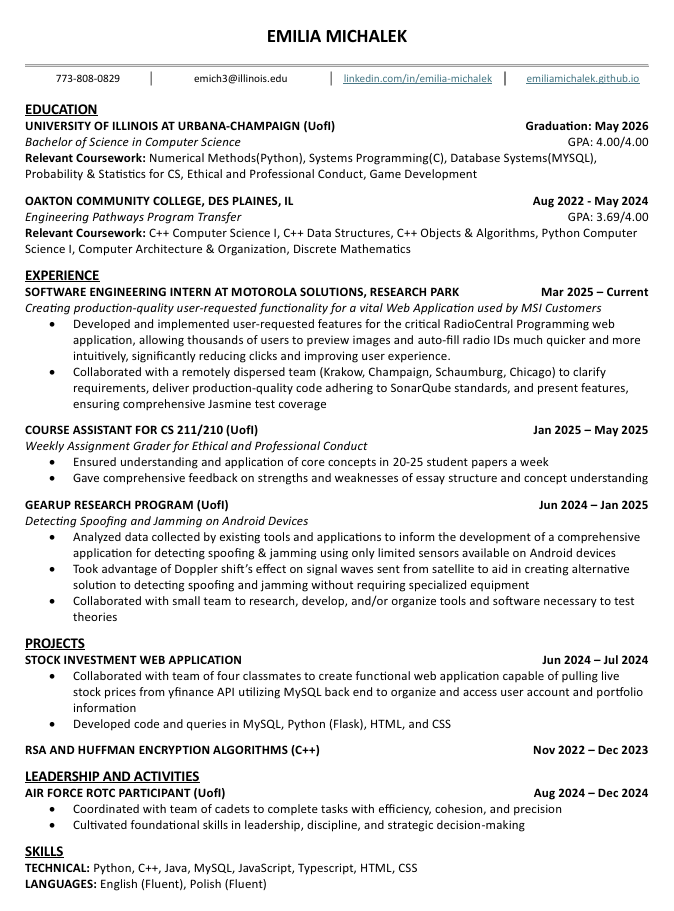 EMILIA MICHALEK
773-808-0829 | emich3@illinois.edu | linkedin.com/in/emilia-michalek | emiliamichalek.github.io
EDUCATION
UNIVERSITY OF ILLINOIS AT URBANA-CHAMPAIGN (UofI) Graduation: May 2026
Bachelor of Science in Computer Science GPA: 4.00/4.00
Relevant Coursework: Numerical Methods(Python), Systems Programming(C), Database Systems(MYSQL),
Probability & Statistics for CS, Ethical and Professional Conduct, Game Development
OAKTON COMMUNITY COLLEGE, DES PLAINES, IL Aug 2022 - May 2024
Engineering Pathways Program Transfer GPA: 3.69/4.00
Relevant Coursework: C++ Computer Science I, C++ Data Structures, C++ Objects & Algorithms, Python Computer
Science I, Computer Architecture & Organization, Discrete Mathematics
EXPERIENCE
SOFTWARE ENGINEERING INTERN AT MOTOROLA SOLUTIONS, RESEARCH PARK Mar 2025 – Current
Creating production-quality user-requested functionality for a vital Web Application used by MSI Customers
• Developed and implemented user-requested features for the critical RadioCentral Programming web
application, allowing thousands of users to preview images and auto-fill radio IDs much quicker and more
intuitively, significantly reducing clicks and improving user experience.
• Collaborated with a remotely dispersed team (Krakow, Champaign, Schaumburg, Chicago) to clarify
requirements, deliver production-quality code adhering to SonarQube standards, and present features,
ensuring comprehensive Jasmine test coverage
COURSE ASSISTANT FOR CS 211/210 (UofI) Jan 2025 – May 2025
Weekly Assignment Grader for Ethical and Professional Conduct
• Ensured understanding and application of core concepts in 20-25 student papers a week
• Gave comprehensive feedback on strengths and weaknesses of essay structure and concept understanding
GEARUP RESEARCH PROGRAM (UofI) Jun 2024 – Jan 2025
Detecting Spoofing and Jamming on Android Devices
• Analyzed data collected by existing tools and applications to inform the development of a comprehensive
application for detecting spoofing & jamming using only limited sensors available on Android devices
• Took advantage of Doppler shift's effect on signal waves sent from satellite to aid in creating alternative
solution to detecting spoofing and jamming without requiring specialized equipment
• Collaborated with small team to research, develop, and/or organize tools and software necessary to test
theories
PROJECTS
STOCK INVESTMENT WEB APPLICATION Jun 2024 – Jul 2024
• Collaborated with team of four classmates to create functional web application capable of pulling live
stock prices from yfinance API utilizing MySQL back end to organize and access user account and portfolio
information
• Developed code and queries in MySQL, Python (Flask), HTML, and CSS
RSA AND HUFFMAN ENCRYPTION ALGORITHMS (C++) Nov 2022 – Dec 2023
LEADERSHIP AND ACTIVITIES
AIR FORCE ROTC PARTICIPANT (UofI) Aug 2024 – Dec 2024
• Coordinated with team of cadets to complete tasks with efficiency, cohesion, and precision
• Cultivated foundational skills in leadership, discipline, and strategic decision-making
SKILLS
TECHNICAL: Python, C++, Java, MySQL, JavaScript, Typescript, HTML, CSS
LANGUAGES: English (Fluent), Polish (Fluent)